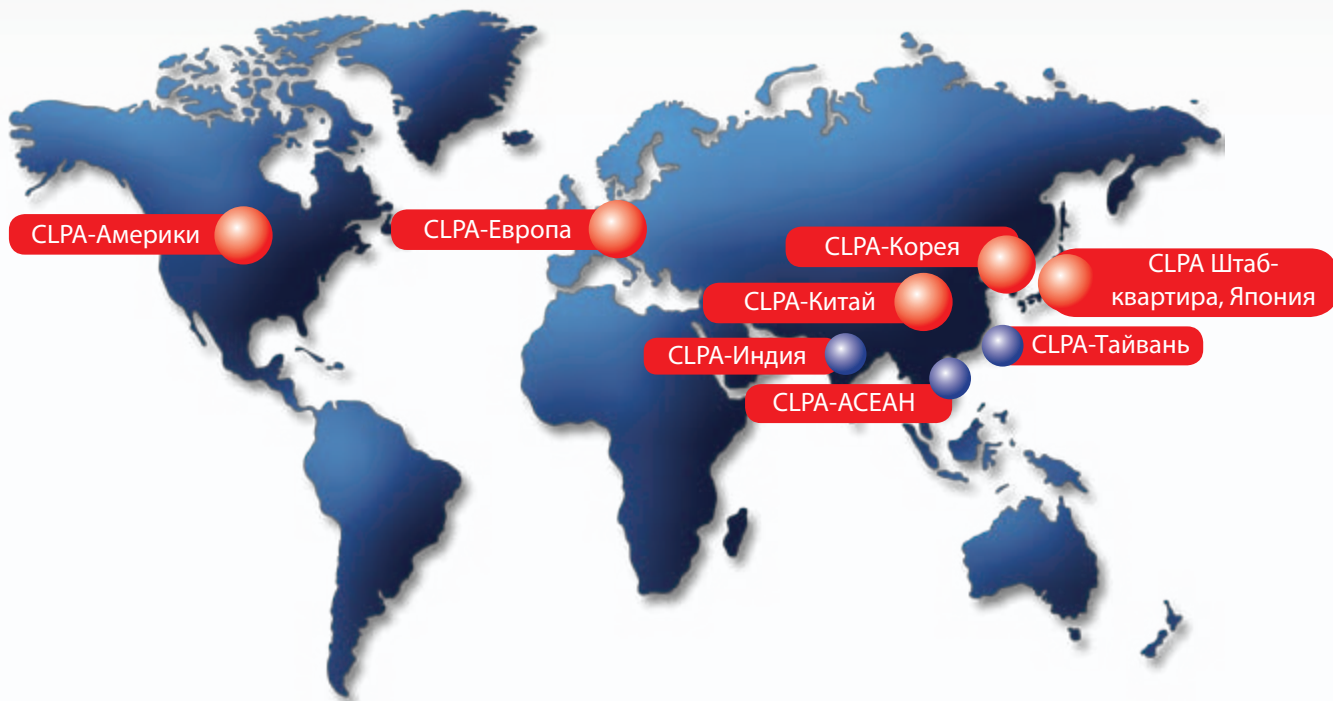 CLPA-Америки
CLPA-Европа
CLPA-Корея
CLPA Штаб-
квартира, Япония
CLPA-Китай
CLPA-Индия
CLPA-Тайвань
CLPA-АСЕАН